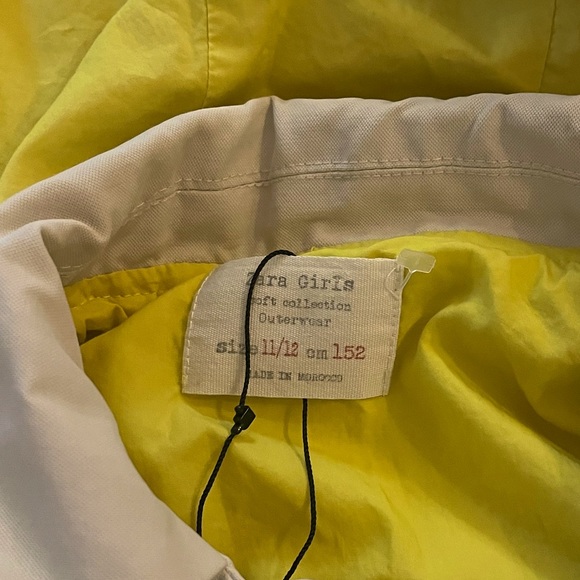 Zara Girls
soft collection
Outerwear
size 11/12 cm 152
MADE IN MOROCCO